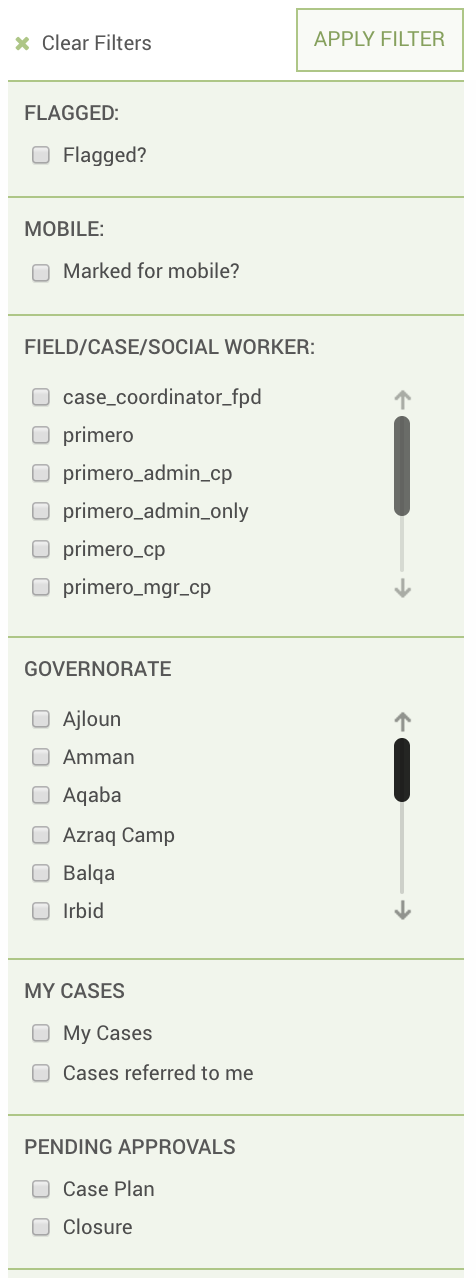 Clear Filters
APPLY FILTER
FLAGGED:
Flagged?
MOBILE:
Marked for mobile?
FIELD/CASE/SOCIAL WORKER:
case_coordinator_fpd
primero
primero_admin_cp
primero_admin_only
primero_cp
primero_mgr_cp
GOVERNORATE
Ajloun
Amman
Aqaba
Azraq Camp
Balqa
Irbid
MY CASES
My Cases
Cases referred to me
PENDING APPROVALS
Case Plan
Closure